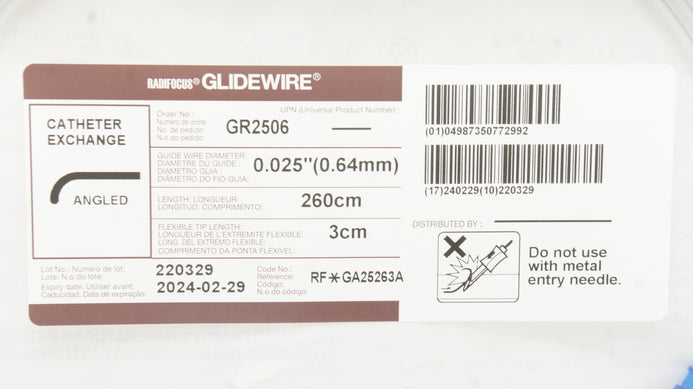 RADIFOCUS® GLIDEWIRE®
CATHETER
EXCHANGE
ANGLED
Order No.:
Numéro de ordre:
No. de pedido:
N.o do pedido:
GR2506
UPN (Universal Product Number) :
GUIDE WIRE DIAMETER:
DIAMÈTRE DU GUIDE :
DIÁMETRO GUIA :
DIÂMETRO DO FIO-GUIA:
0.025"(0.64mm)
LENGTH: LONGUEUR:
LONGITUD: COMPRIMENTO:
260cm
FLEXIBLE TIP LENGTH:
LONGUEUR DE L'EXTREMITE FLEXIBLE:
LONG. DEL EXTREMO FLEXIBLE:
COMPRIMENTO DA PONTA FLEXÍVEL:
3cm
Lot No.: Numéro de lot:
Lote: N.o do lote:
220329
Expiry date: Utiliser avant:
Caducidad: Data de expiração:
2024-02-29
Code No.:
Reference:
Código:
N.o do código:
RF*GA25263A
(01)04987350772992
(17)240229(10)220329
DISTRIBUTED BY :
Do not use
with metal
entry needle.